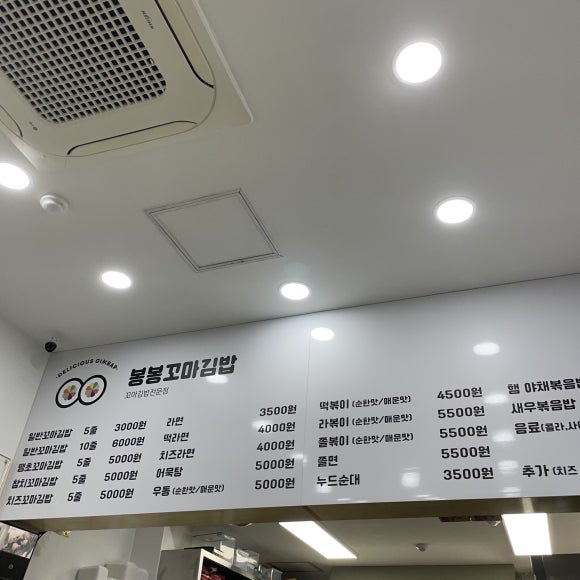 DELICIOUS GIMBAP
봉봉꼬마김밥
꼬마김밥전문점
일반꼬마김밥 5줄 3000원
일반꼬마김밥 10줄 6000원
땡초꼬마김밥 5줄 5000원
참치꼬마김밥 5줄 5000원
치즈꼬마김밥 5줄 5000원
라면 3500원
떡라면 4000원
치즈라면 4000원
어묵탕 5000원
우동 (순한맛/매운맛) 5000원
떡볶이 (순한맛/매운맛) 4500원
라볶이 (순한맛/매운맛) 5500원
쫄볶이 (순한맛/매운맛) 5500원
쫄면 5500원
누드순대 3500원
햄 야채볶음밥
새우볶음밥
음료(콜라,사
추가 (치즈